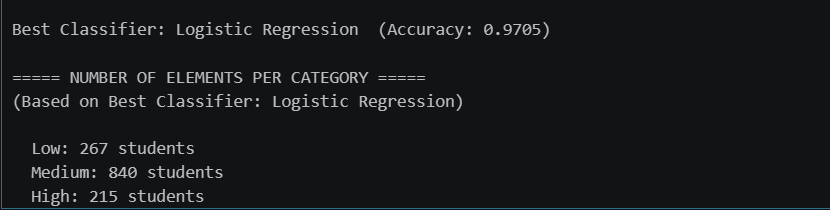 Best Classifier: Logistic Regression  (Accuracy: 0.9705)
===== NUMBER OF ELEMENTS PER CATEGORY =====
(Based on Best Classifier: Logistic Regression)
Low: 267 students
Medium: 840 students
High: 215 students